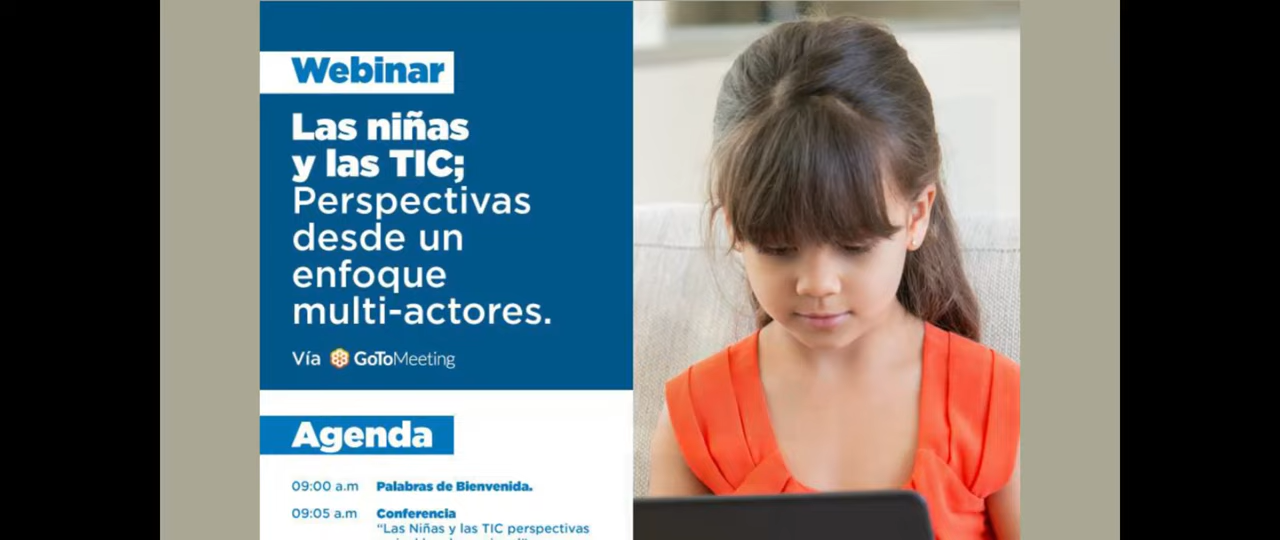 Webinar
Las niñas
y las TIC;
Perspectivas
desde un
enfoque
multi-actores.
Vía GoToMeeting
Agenda
09:00 a.m Palabras de Bienvenida.
09:05 a.m Conferencia
“Las Niñas y las TIC perspectivas